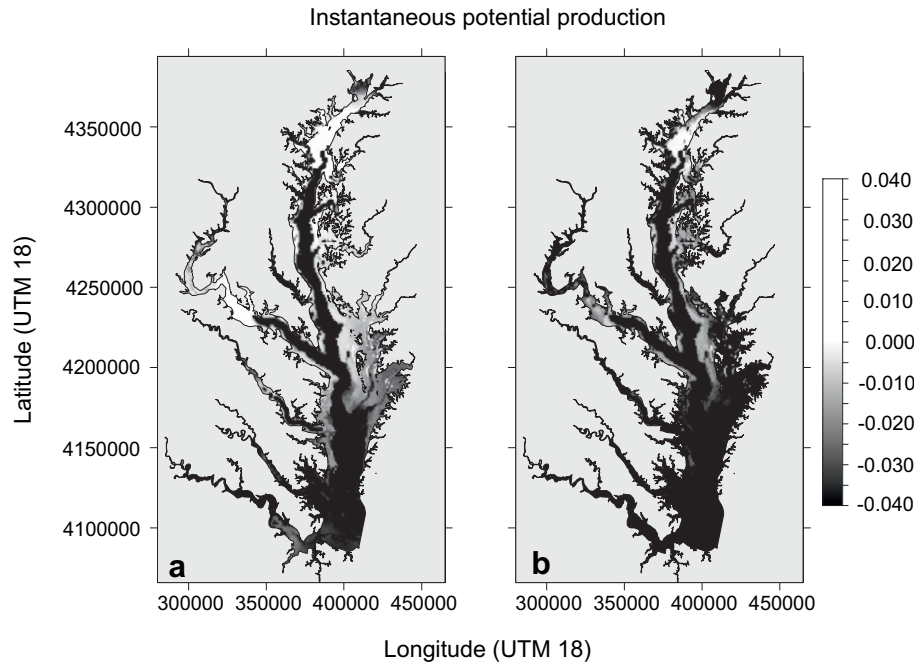 Instantaneous potential production
Latitude (UTM 18)
4350000
4300000
4250000
4200000
4150000
4100000
a
300000 350000 400000 450000
b
300000 350000 400000 450000
Longitude (UTM 18)
0.040
0.030
0.020
0.010
0.000
-0.010
-0.020
-0.030
-0.040